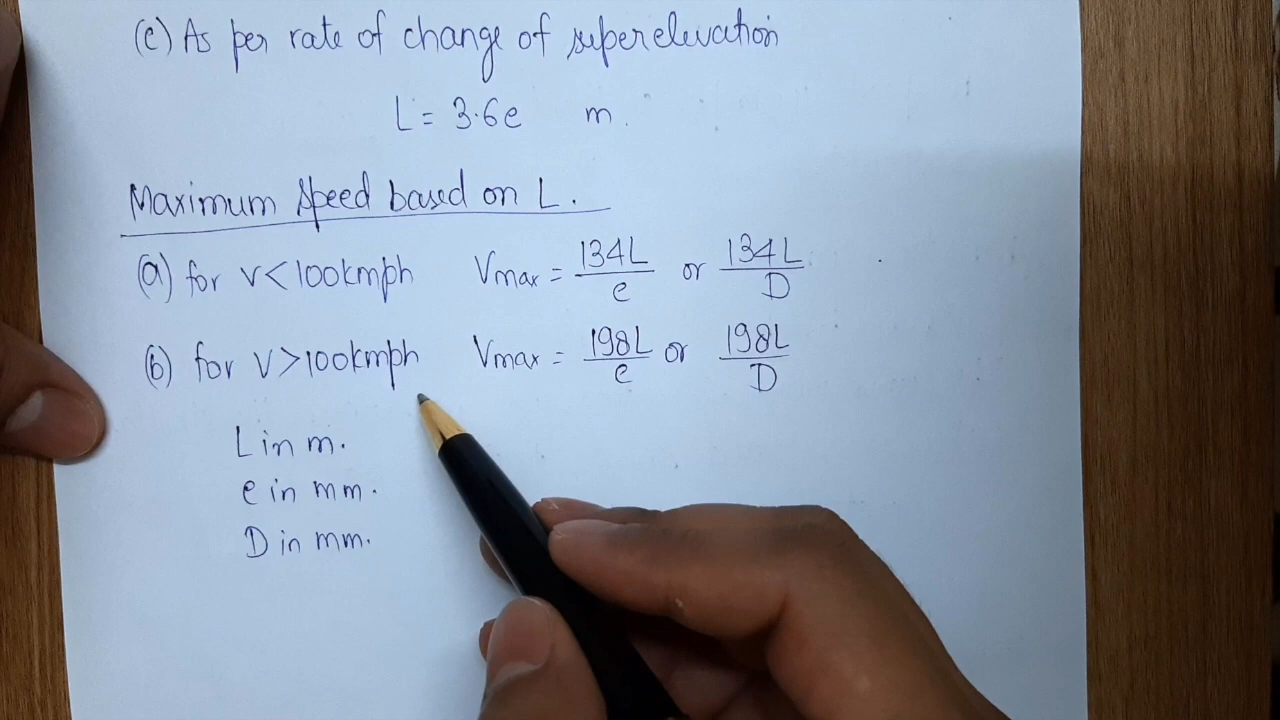 (c) As per rate of change of superelevation
L = 3.6e m.
Maximum speed based on L.
(a) for v<100kmph Vmax = 134L/e or 134L/D
(b) for v>100kmph Vmax = 198L/e or 198L/D
L in m.
e in mm.
D in mm.